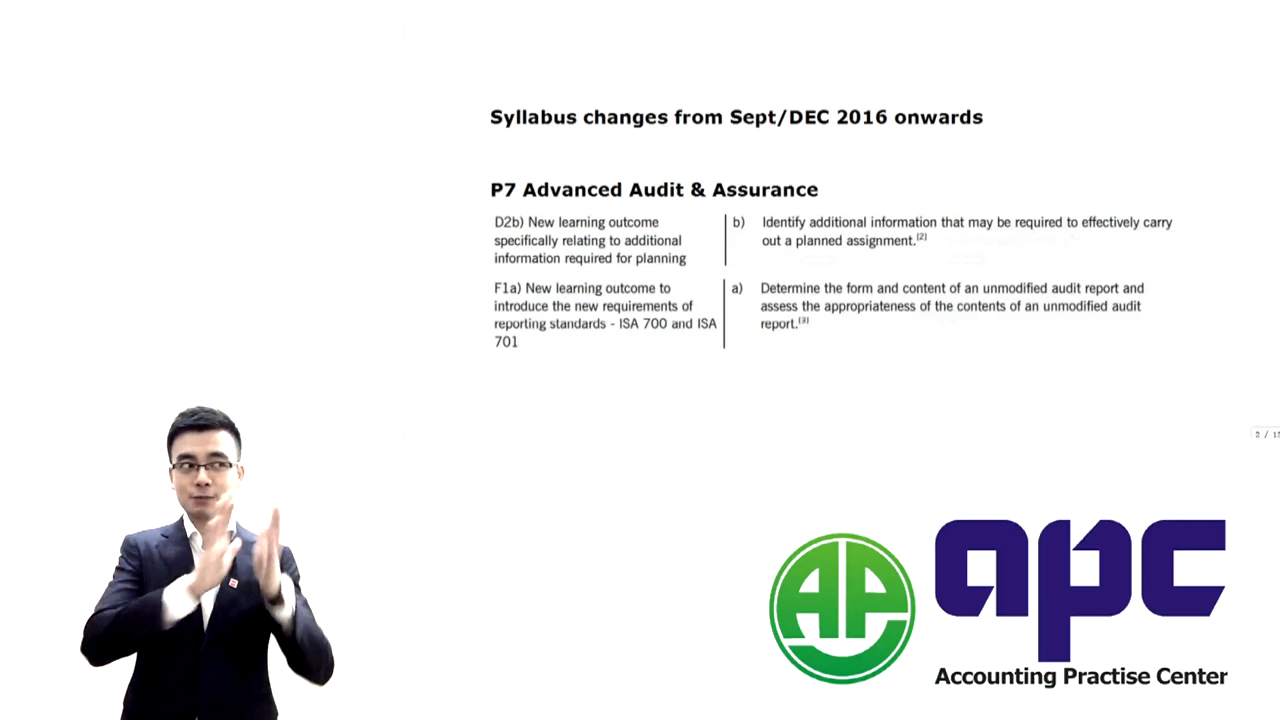 Syllabus changes from Sept/DEC 2016 onwards
P7 Advanced Audit & Assurance
D2b) New learning outcome
specifically relating to additional
information required for planning
b) Identify additional information that may be required to effectively carry
out a planned assignment.[2]
F1a) New learning outcome to
introduce the new requirements of
reporting standards - ISA 700 and ISA
701
a) Determine the form and content of an unmodified audit report and
assess the appropriateness of the contents of an unmodified audit
report.[3]
2 / 11
AP
apc
Accounting Practise Center